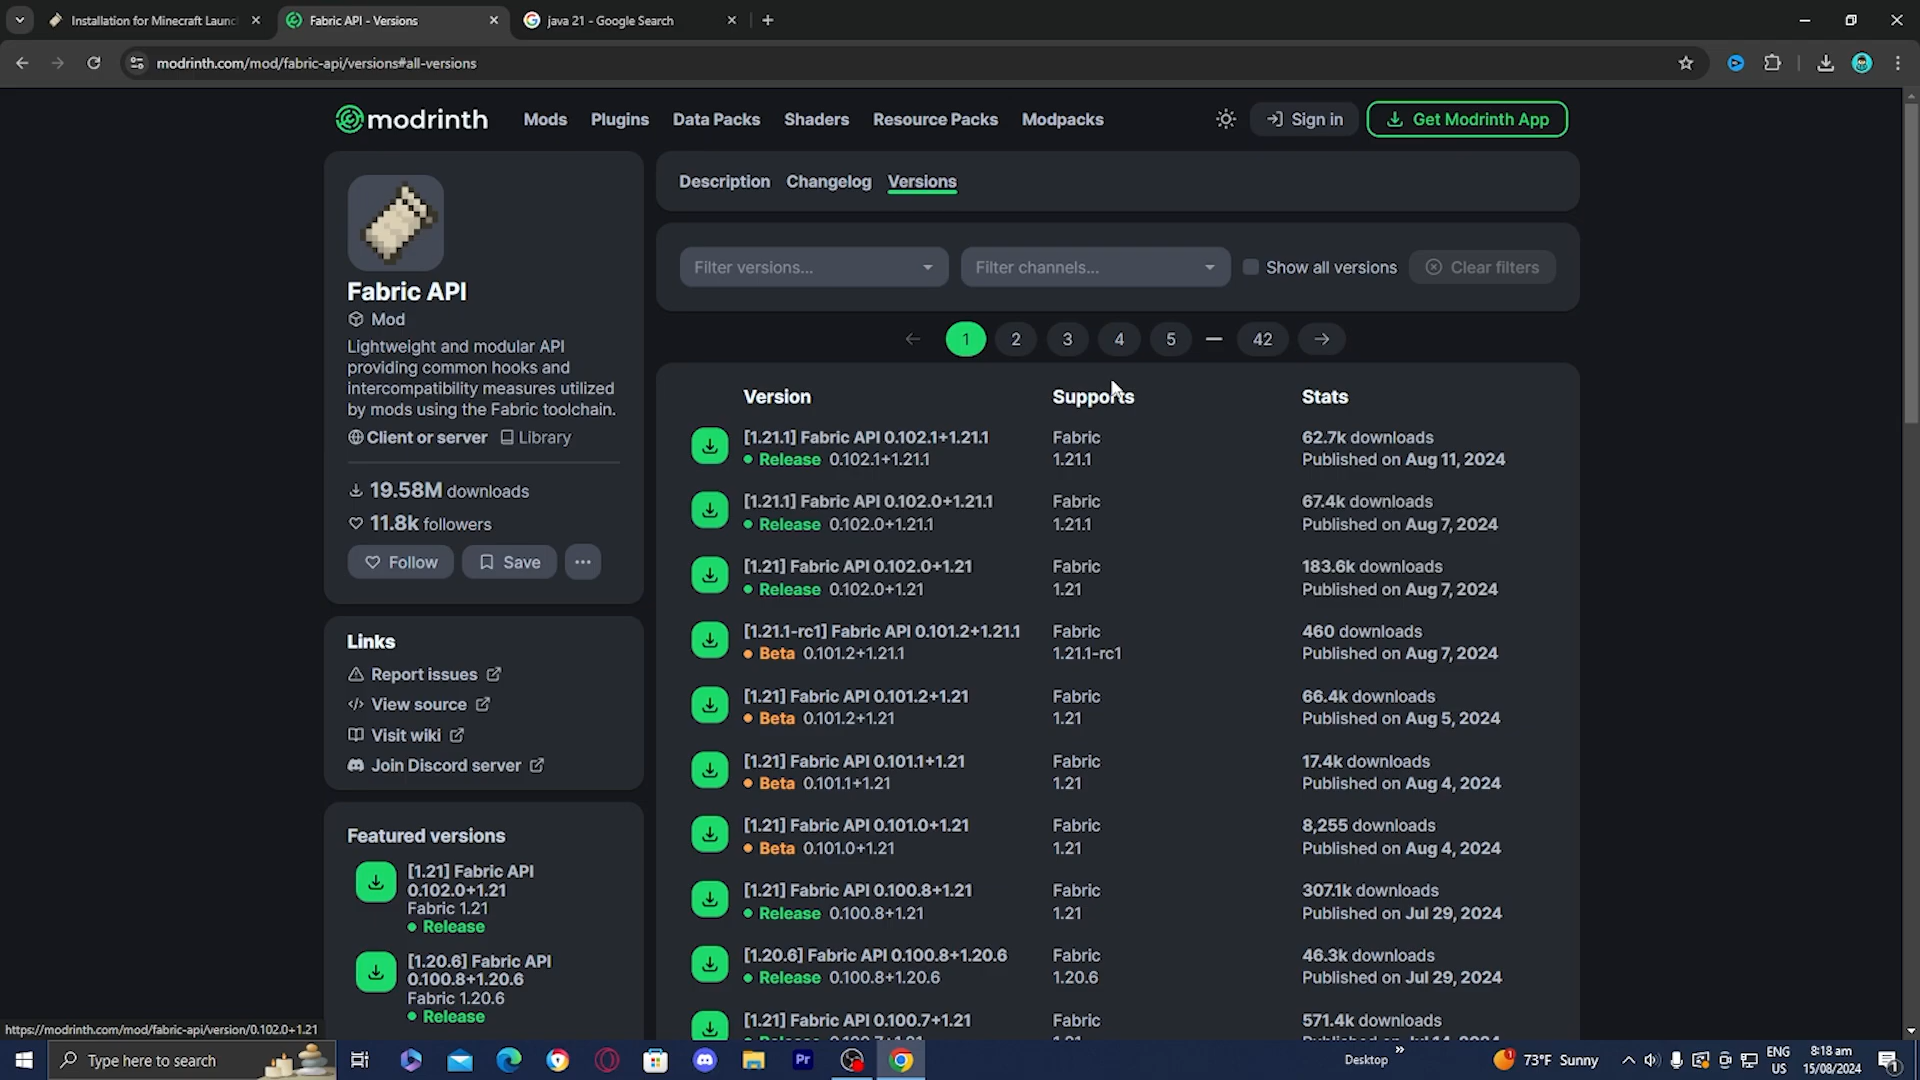 Installation for Minecraft Launc
Fabric API - Versions
java 21 - Google Search
modrinth.com/mod/fabric-api/versions#all-versions
modrinth
Mods
Plugins
Data Packs
Shaders
Resource Packs
Modpacks
Sign in
Get Modrinth App
Fabric API
Mod
Lightweight and modular API
providing common hooks and
intercompatibility measures utilized
by mods using the Fabric toolchain.
Client or server
Library
19.58M downloads
11.8k followers
Follow
Save
Links
Report issues
View source
Visit wiki
Join Discord server
Featured versions
[1.21] Fabric API
0.102.0+1.21
Fabric 1.21
Release
[1.20.6] Fabric API
0.100.8+1.20.6
Fabric 1.20.6
Release
Description
Changelog
Versions
Filter versions...
Filter channels...
Show all versions
Clear filters
1
2
3
4
5
42
Version
Supports
Stats
[1.21.1] Fabric API 0.102.1+1.21.1
Fabric
62.7k downloads
Release 0.102.1+1.21.1
1.21.1
Published on Aug 11, 2024
[1.21.1] Fabric API 0.102.0+1.21.1
Fabric
67.4k downloads
Release 0.102.0+1.21.1
1.21.1
Published on Aug 7, 2024
[1.21] Fabric API 0.102.0+1.21
Fabric
183.6k downloads
Release 0.102.0+1.21
1.21
Published on Aug 7, 2024
[1.21.1-rc1] Fabric API 0.101.2+1.21.1
Fabric
460 downloads
Beta 0.101.2+1.21.1
1.21.1-rc1
Published on Aug 7, 2024
[1.21] Fabric API 0.101.2+1.21
Fabric
66.4k downloads
Beta 0.101.2+1.21
1.21
Published on Aug 5, 2024
[1.21] Fabric API 0.101.1+1.21
Fabric
17.4k downloads
Beta 0.101.1+1.21
1.21
Published on Aug 4, 2024
[1.21] Fabric API 0.101.0+1.21
Fabric
8,255 downloads
Beta 0.101.0+1.21
1.21
Published on Aug 4, 2024
[1.21] Fabric API 0.100.8+1.21
Fabric
307.1k downloads
Release 0.100.8+1.21
1.21
Published on Jul 29, 2024
[1.20.6] Fabric API 0.100.8+1.20.6
Fabric
46.3k downloads
Release 0.100.8+1.20.6
1.20.6
Published on Jul 29, 2024
[1.21] Fabric API 0.100.7+1.21
Fabric
571.4k downloads
https://modrinth.com/mod/fabric-api/version/0.102.0+1.21
Type here to search
Pr
Desktop
1
73°F Sunny
ENG
US
8:18 am
15/08/2024
1